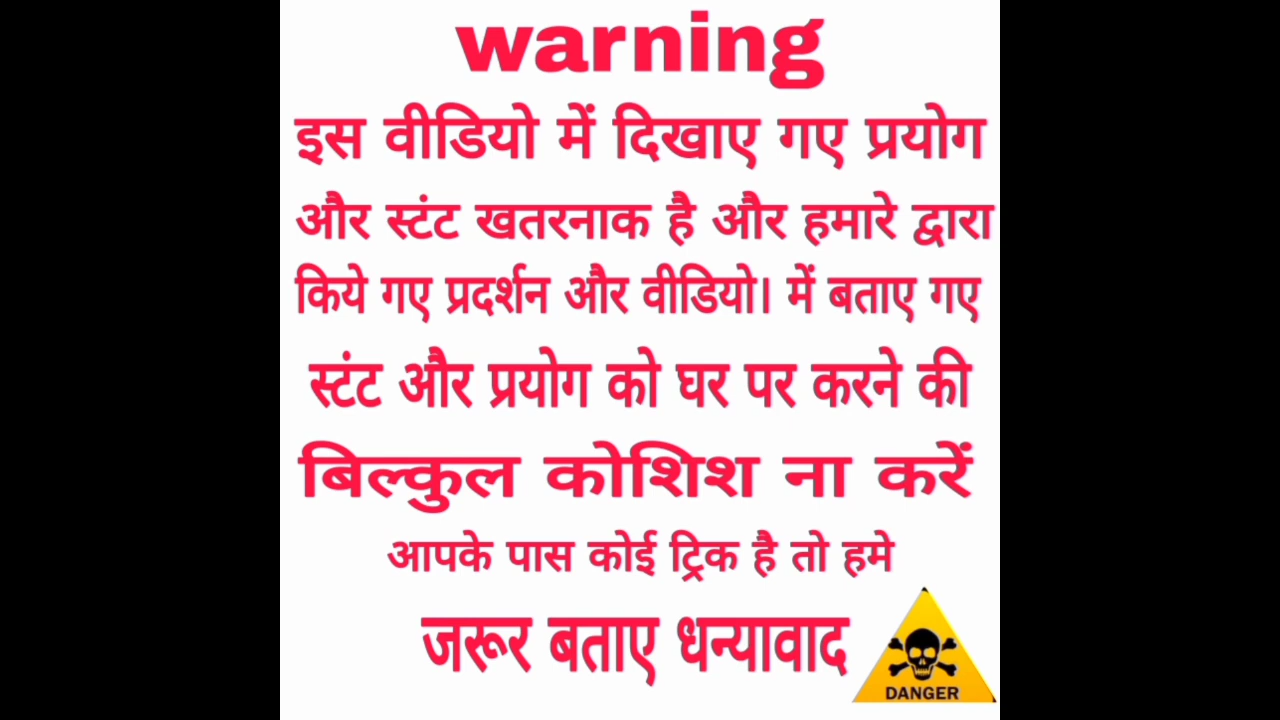 warning
इस वीडियो में दिखाए गए प्रयोग
और स्टंट खतरनाक है और हमारे द्वारा
किये गए प्रदर्शन और वीडियो। में बताए गए
स्टंट और प्रयोग को घर पर करने की
बिल्कुल कोशिश ना करें
आपके पास कोई ट्रिक है तो हमे
जरूर बताए धन्यावाद
DANGER